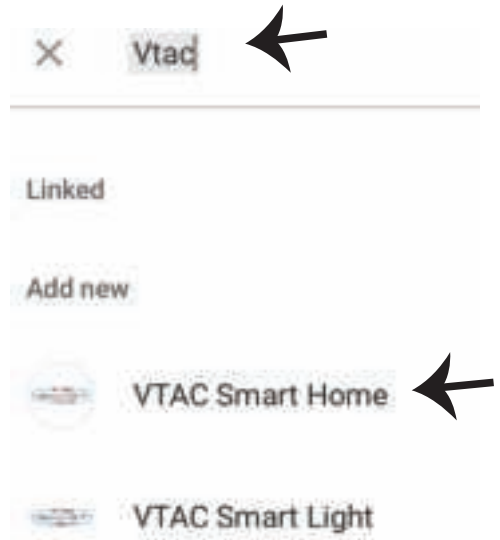 Vtac
Linked
Add new
VTAC Smart Home
VTAC Smart Light